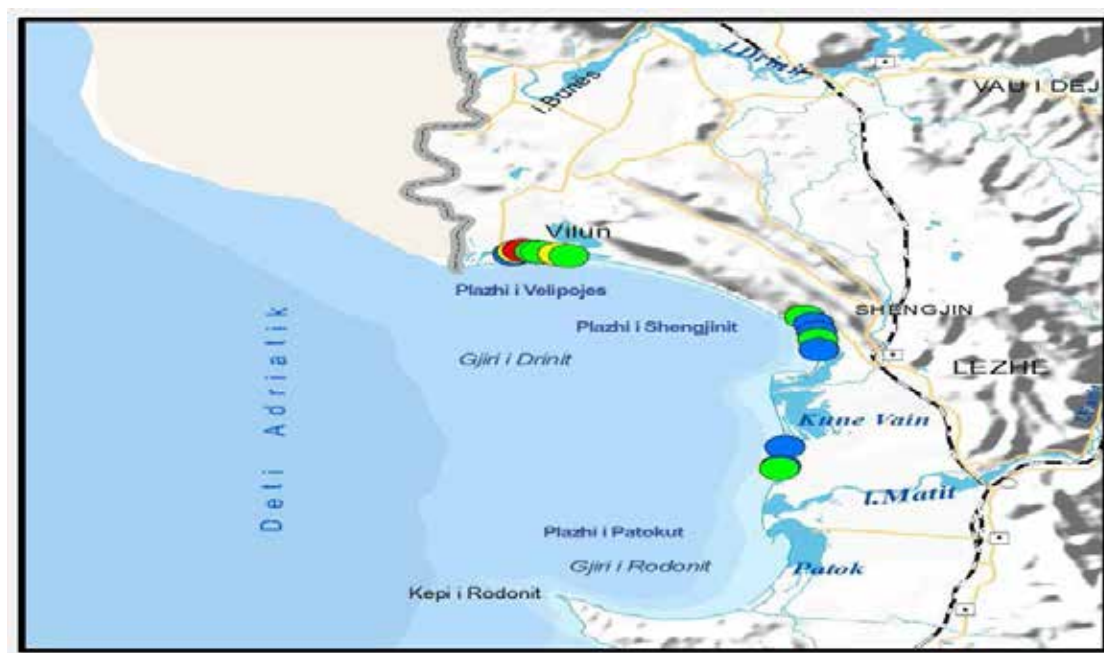 l.Drinit
VAU I DEJ
l.Bunes
Vilun
Plazhi i Velipojes
SHENGJIN
Plazhi i Shengjinit
Gjiri i Drinit
LEZHE
Deti Adriatik
Kune Vain
l.Matit
Plazhi i Patokut
Gjiri i Rodonit
Patok
Kepi i Rodonit